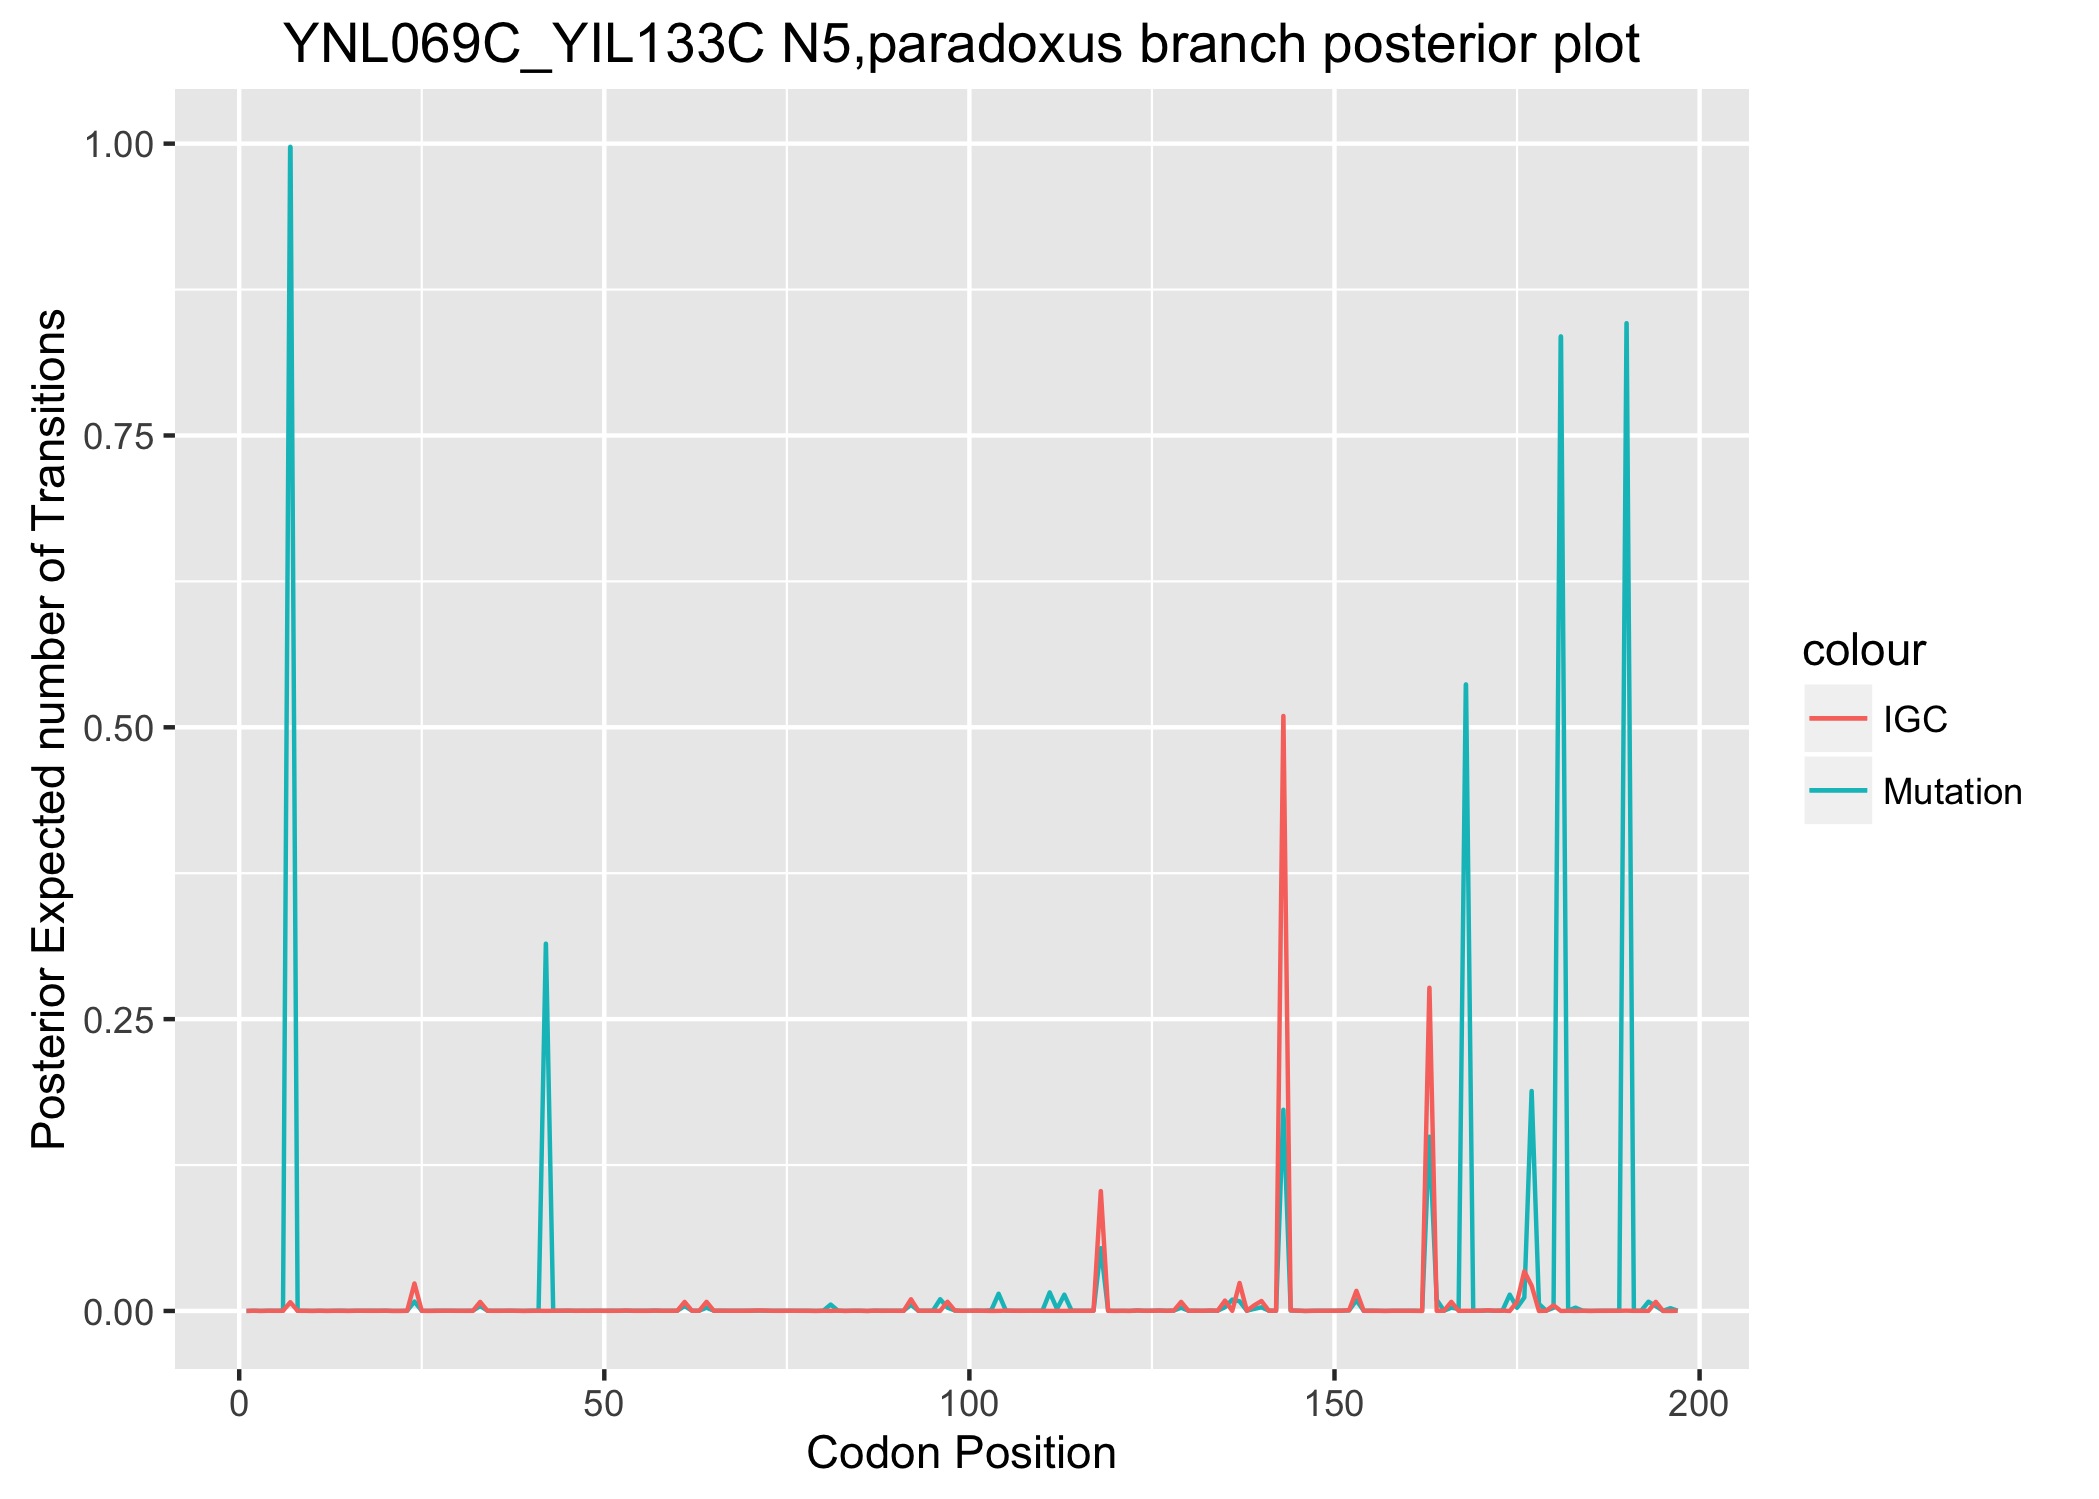 YNL069C_YIL133C N5,paradoxus branch posterior plot
Posterior Expected number of Transitions
1.00
0.75
0.50
0.25
0.00
0 50 100 150 200
Codon Position
colour
IGC
Mutation